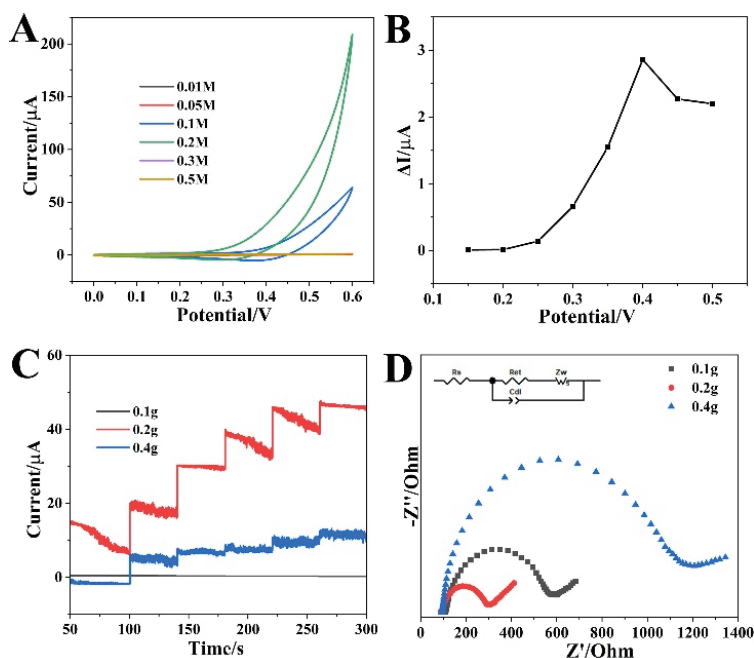 A
200
150
100
50
0
Current/μA
0.01M
0.05M
0.1M
0.2M
0.3M
0.5M
0.0 0.1 0.2 0.3 0.4 0.5 0.6
Potential/V
B
3
2
1
0
ΔI/μA
0.1 0.2 0.3 0.4 0.5
Potential/V
C
60
40
20
0
Current/μA
0.1g
0.2g
0.4g
50 100 150 200 250 300
Time/s
D
-Z''/Ohm
Rs Ret Zw
Cdl
0.1g
0.2g
0.4g
0 200 400 600 800 1000 1200 1400
Z'/Ohm